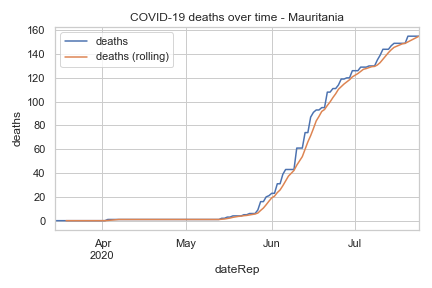 COVID-19 deaths over time - Mauritania
deaths
deaths (rolling)
160
140
120
100
80
60
40
20
0
deaths
Apr
2020
May
Jun
Jul
dateRep